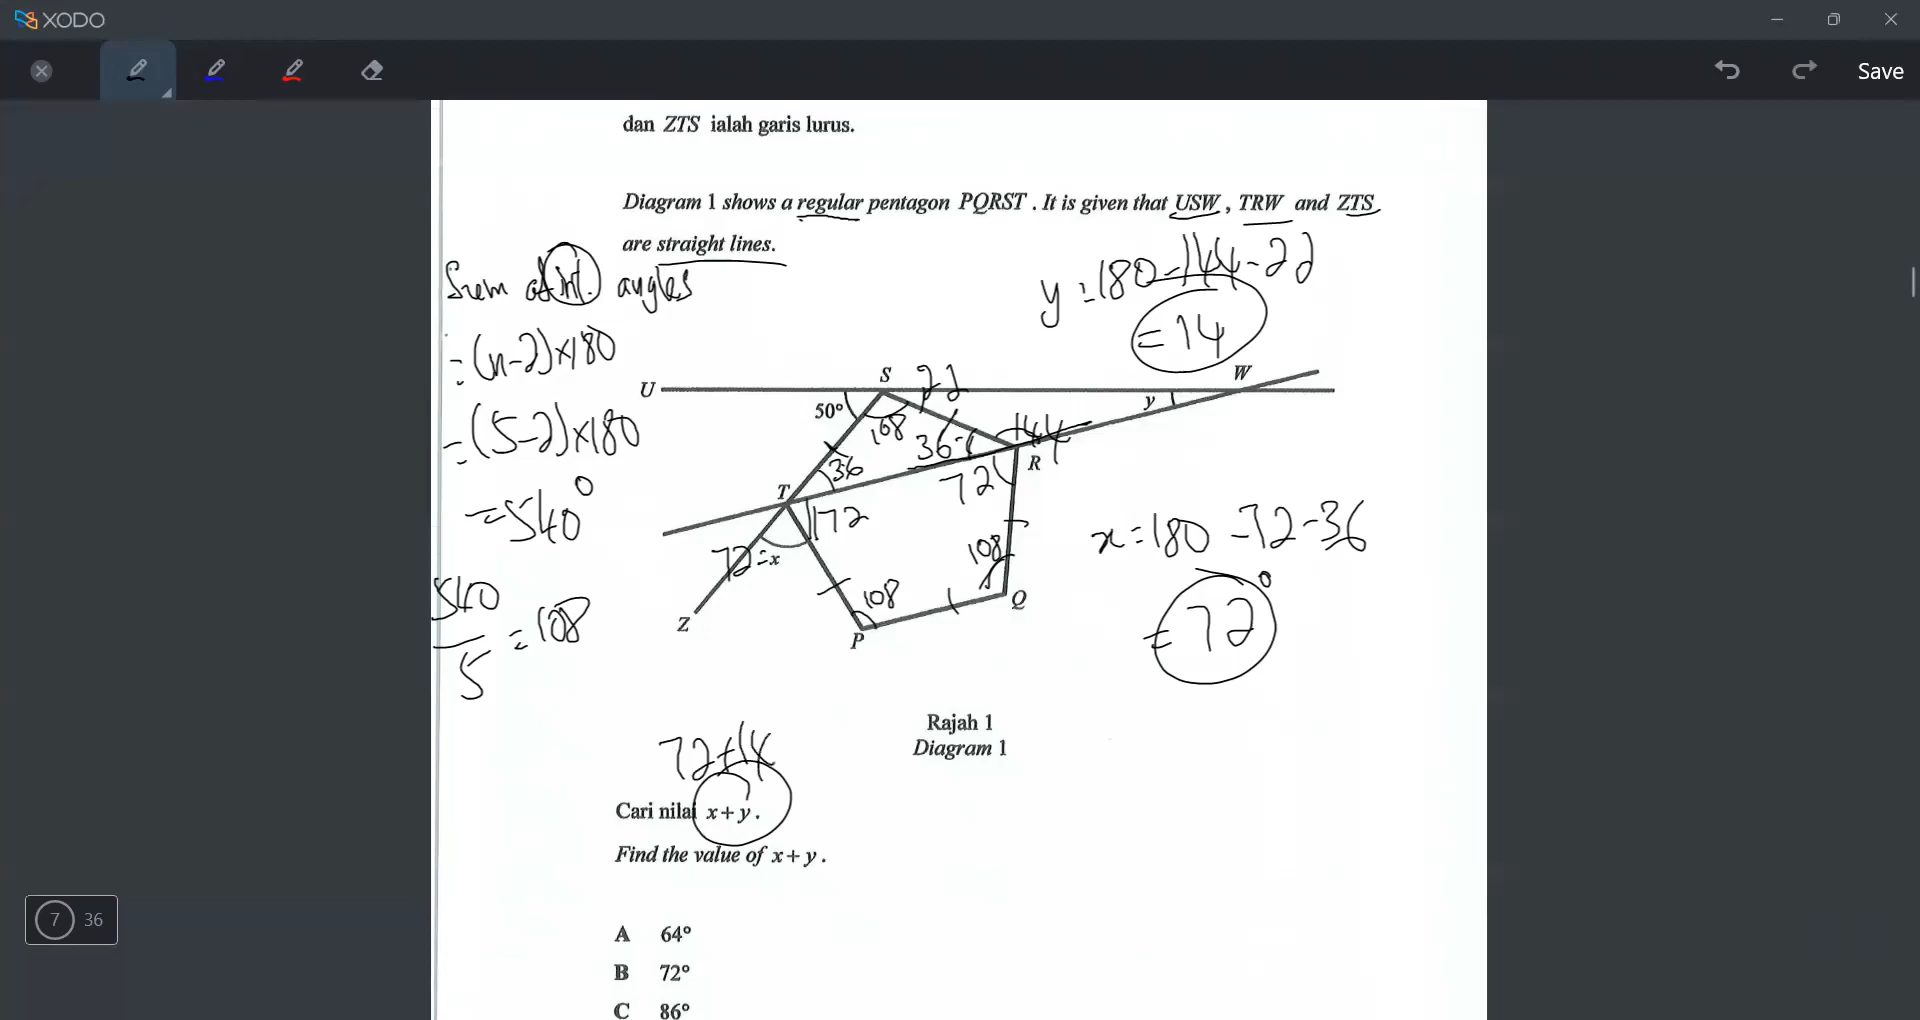 XODO
Save
dan ZTS ialah garis lurus.
Diagram 1 shows a regular pentagon PQRST . It is given that USW , TRW and ZTS
are straight lines.
Sum of int. angles
= (n-2)×180
= (5-2)×180
= 540°
540/5 = 108
y = 180 - 144 - 22
= 14
U
S
22
W
50°
108
y
36
144
36
R
72
T
72
72 = x
108
108
Q
Z
P
x = 180 - 72 - 36
= 72°
Rajah 1
Diagram 1
72+14
Cari nilai x + y .
Find the value of x + y .
7 36
A 64°
B 72°
C 86°